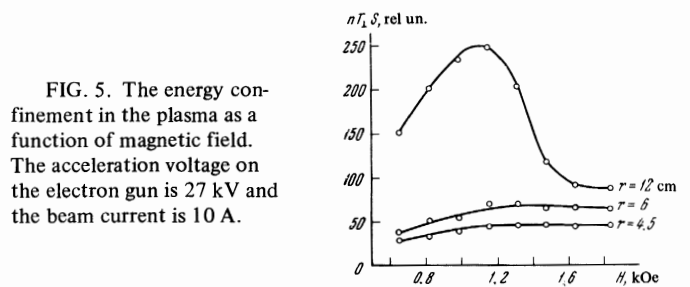 FIG. 5. The energy con-
finement in the plasma as a
function of magnetic field.
The acceleration voltage on
the electron gun is 27 kV and
the beam current is 10 A.
nT⊥ S, rel un.
250
200
150
100
50
0
r = 12 cm
r = 6
r = 4.5
0.8 1.2 1.6 H, kOe